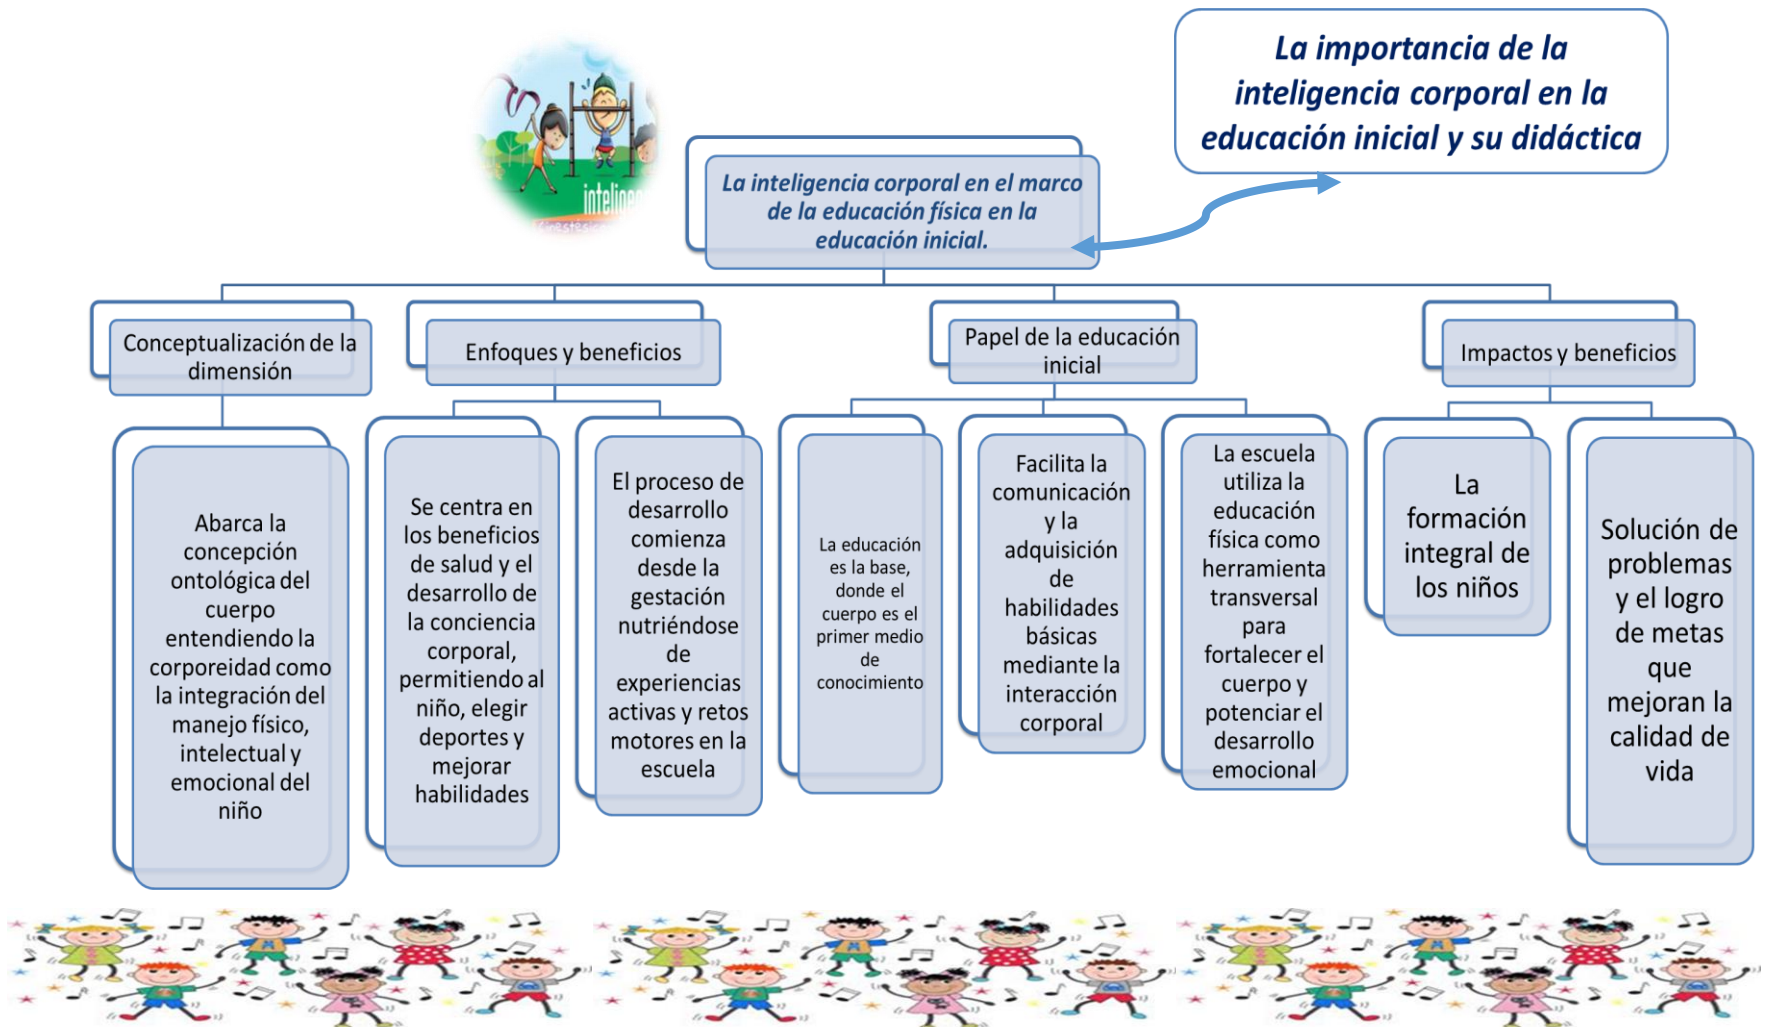 La importancia de la
inteligencia corporal en la
educación inicial y su didáctica
La inteligencia corporal en el marco
de la educación física en la
educación inicial.
Conceptualización de la
dimensión
Enfoques y beneficios
Papel de la educación
inicial
Impactos y beneficios
Abarca la
concepción
ontológica del
cuerpo
entendiendo la
corporeidad como
la integración del
manejo físico,
intelectual y
emocional del
niño
Se centra en
los beneficios
de salud y el
desarrollo de
la conciencia
corporal,
permitiendo al
niño, elegir
deportes y
mejorar
habilidades
El proceso de
desarrollo
comienza
desde la
gestación
nutriéndose
de
experiencias
activas y retos
motores en la
escuela
La educación
es la base,
donde el
cuerpo es el
primer medio
de
conocimiento
Facilita la
comunicación
y la
adquisición
de
habilidades
básicas
mediante la
interacción
corporal
La escuela
utiliza la
educación
física como
herramienta
transversal
para
fortalecer el
cuerpo y
potenciar el
desarrollo
emocional
La
formación
integral de
los niños
Solución de
problemas
y el logro
de metas
que
mejoran la
calidad de
vida